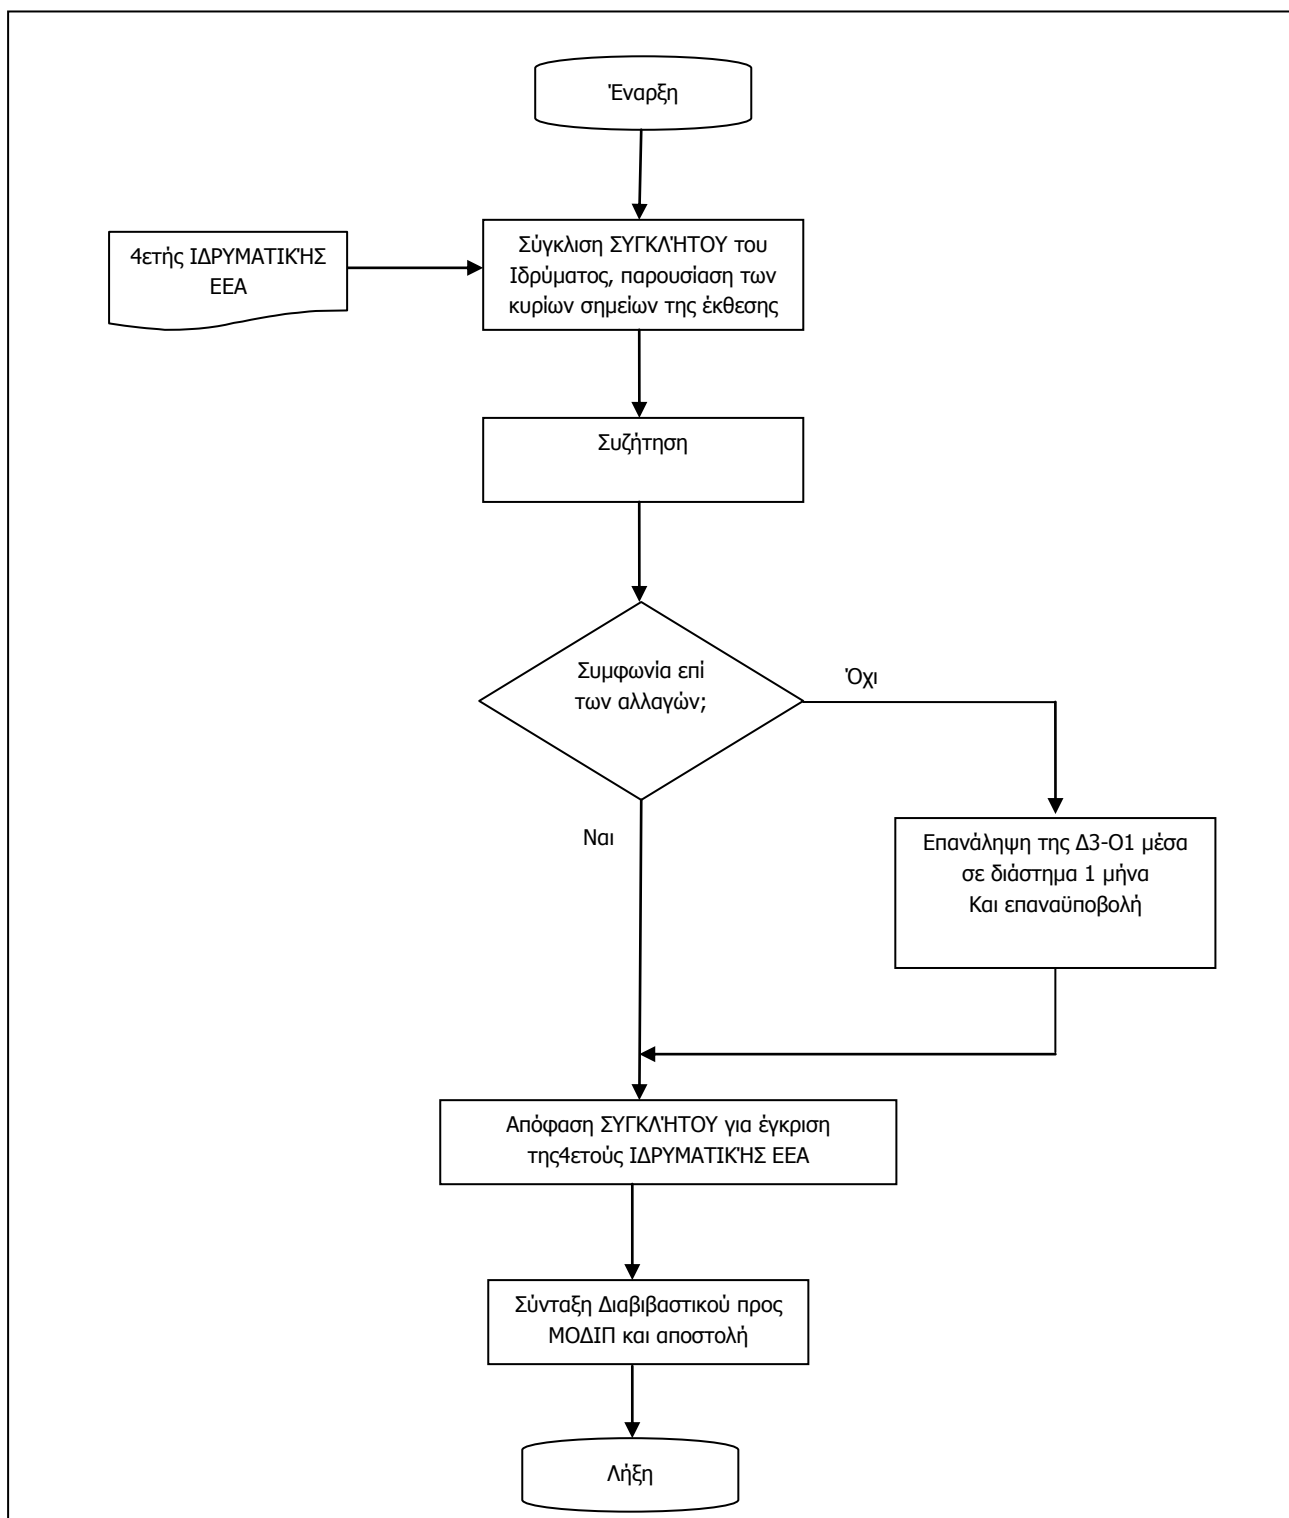 Έναρξη
4ετής ΙΔΡΥΜΑΤΙΚΉΣ
ΕΕΑ
Σύγκλιση ΣΥΓΚΛΉΤΟΥ του
Ιδρύματος, παρουσίαση των
κυρίων σημείων της έκθεσης
Συζήτηση
Συμφωνία επί
των αλλαγών;
Όχι
Ναι
Επανάληψη της Δ3-Ο1 μέσα
σε διάστημα 1 μήνα
Και επαναϋποβολή
Απόφαση ΣΥΓΚΛΉΤΟΥ για έγκριση
της4ετούς ΙΔΡΥΜΑΤΙΚΉΣ ΕΕΑ
Σύνταξη Διαβιβαστικού προς
ΜΟΔΙΠ και αποστολή
Λήξη